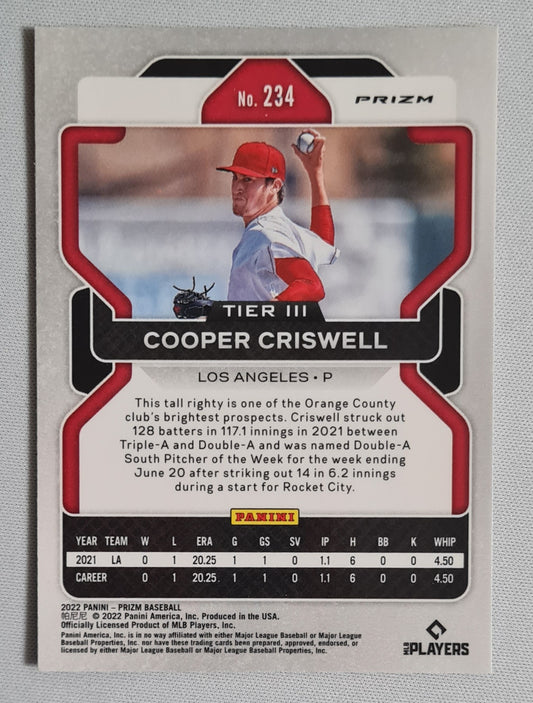 No. 234
PRIZM
TIER III
COOPER CRISWELL
LOS ANGELES • P
This tall righty is one of the Orange County
club's brightest prospects. Criswell struck out
128 batters in 117.1 innings in 2021 between
Triple-A and Double-A and was named Double-A
South Pitcher of the Week for the week ending
June 20 after striking out 14 in 6.2 innings
during a start for Rocket City.
PANINI
YEAR TEAM W L ERA G GS SV IP H BB K WHIP
2021 LA 0 1 20.25 1 1 0 1.1 6 0 0 4.50
CAREER 0 1 20.25 1 1 0 1.1 6 0 0 4.50
2022 PANINI – PRIZM BASEBALL
帕尼尼 © 2022 Panini America, Inc. Produced in the USA.
Officially Licensed Product of MLB Players, Inc.
Panini America, Inc. is in no way affiliated with either Major League Baseball or Major League
Baseball Properties, Inc. nor have these trading cards been prepared, approved, endorsed, or
licensed by either Major League Baseball or Major League Baseball Properties, Inc.
MLB PLAYERS